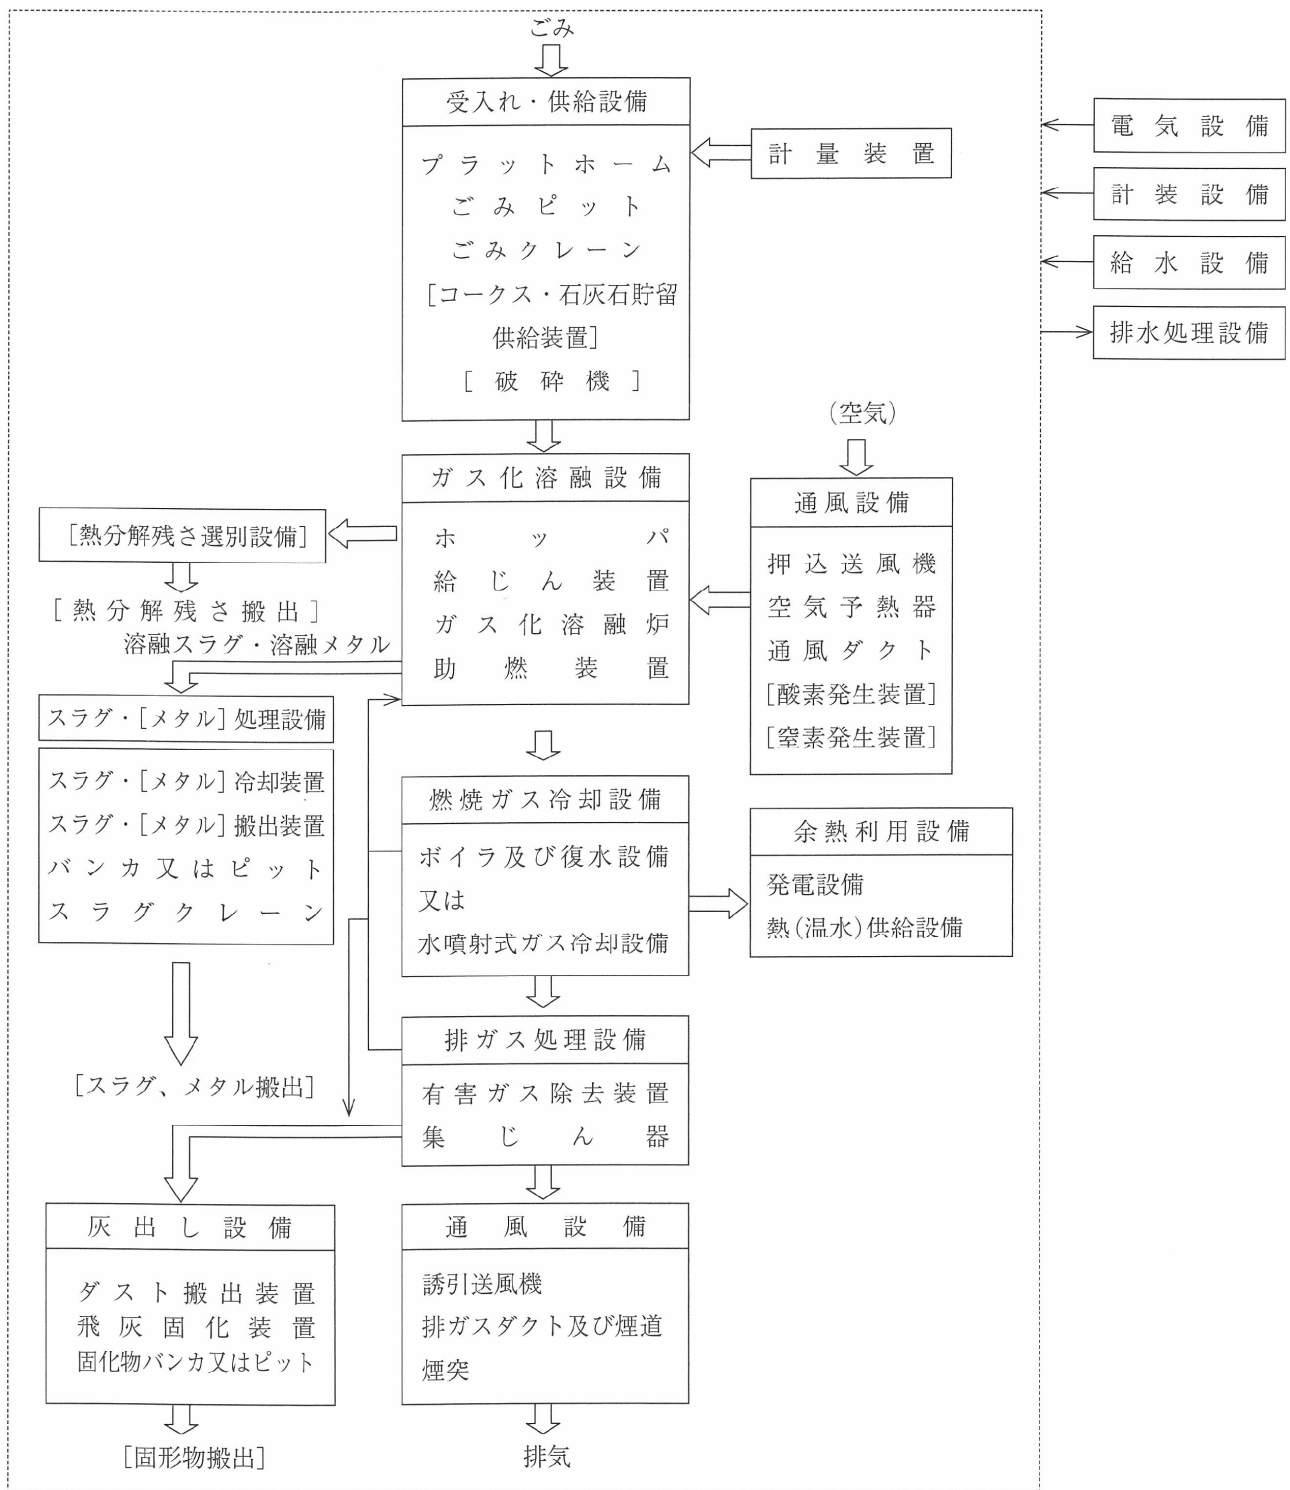 ごみ
受入れ・供給設備
プラットホーム
ごみピット
ごみクレーン
[コークス・石灰石貯留
供給装置]
[破砕機]
計量装置
電気設備
計装設備
給水設備
排水処理設備
(空気)
ガス化溶融設備
ホッパ
給じん装置
ガス化溶融炉
助燃装置
通風設備
押込送風機
空気予熱器
通風ダクト
[酸素発生装置]
[窒素発生装置]
[熱分解残さ選別設備]
[熱分解残さ搬出]
溶融スラグ・溶融メタル
スラグ・[メタル]処理設備
スラグ・[メタル]冷却装置
スラグ・[メタル]搬出装置
バンカ又はピット
スラグクレーン
[スラグ、メタル搬出]
燃焼ガス冷却設備
ボイラ及び復水設備
又は
水噴射式ガス冷却設備
余熱利用設備
発電設備
熱(温水)供給設備
排ガス処理設備
有害ガス除去装置
集じん器
灰出し設備
ダスト搬出装置
飛灰固化装置
固化物バンカ又はピット
[固形物搬出]
通風設備
誘引送風機
排ガスダクト及び煙道
煙突
排気